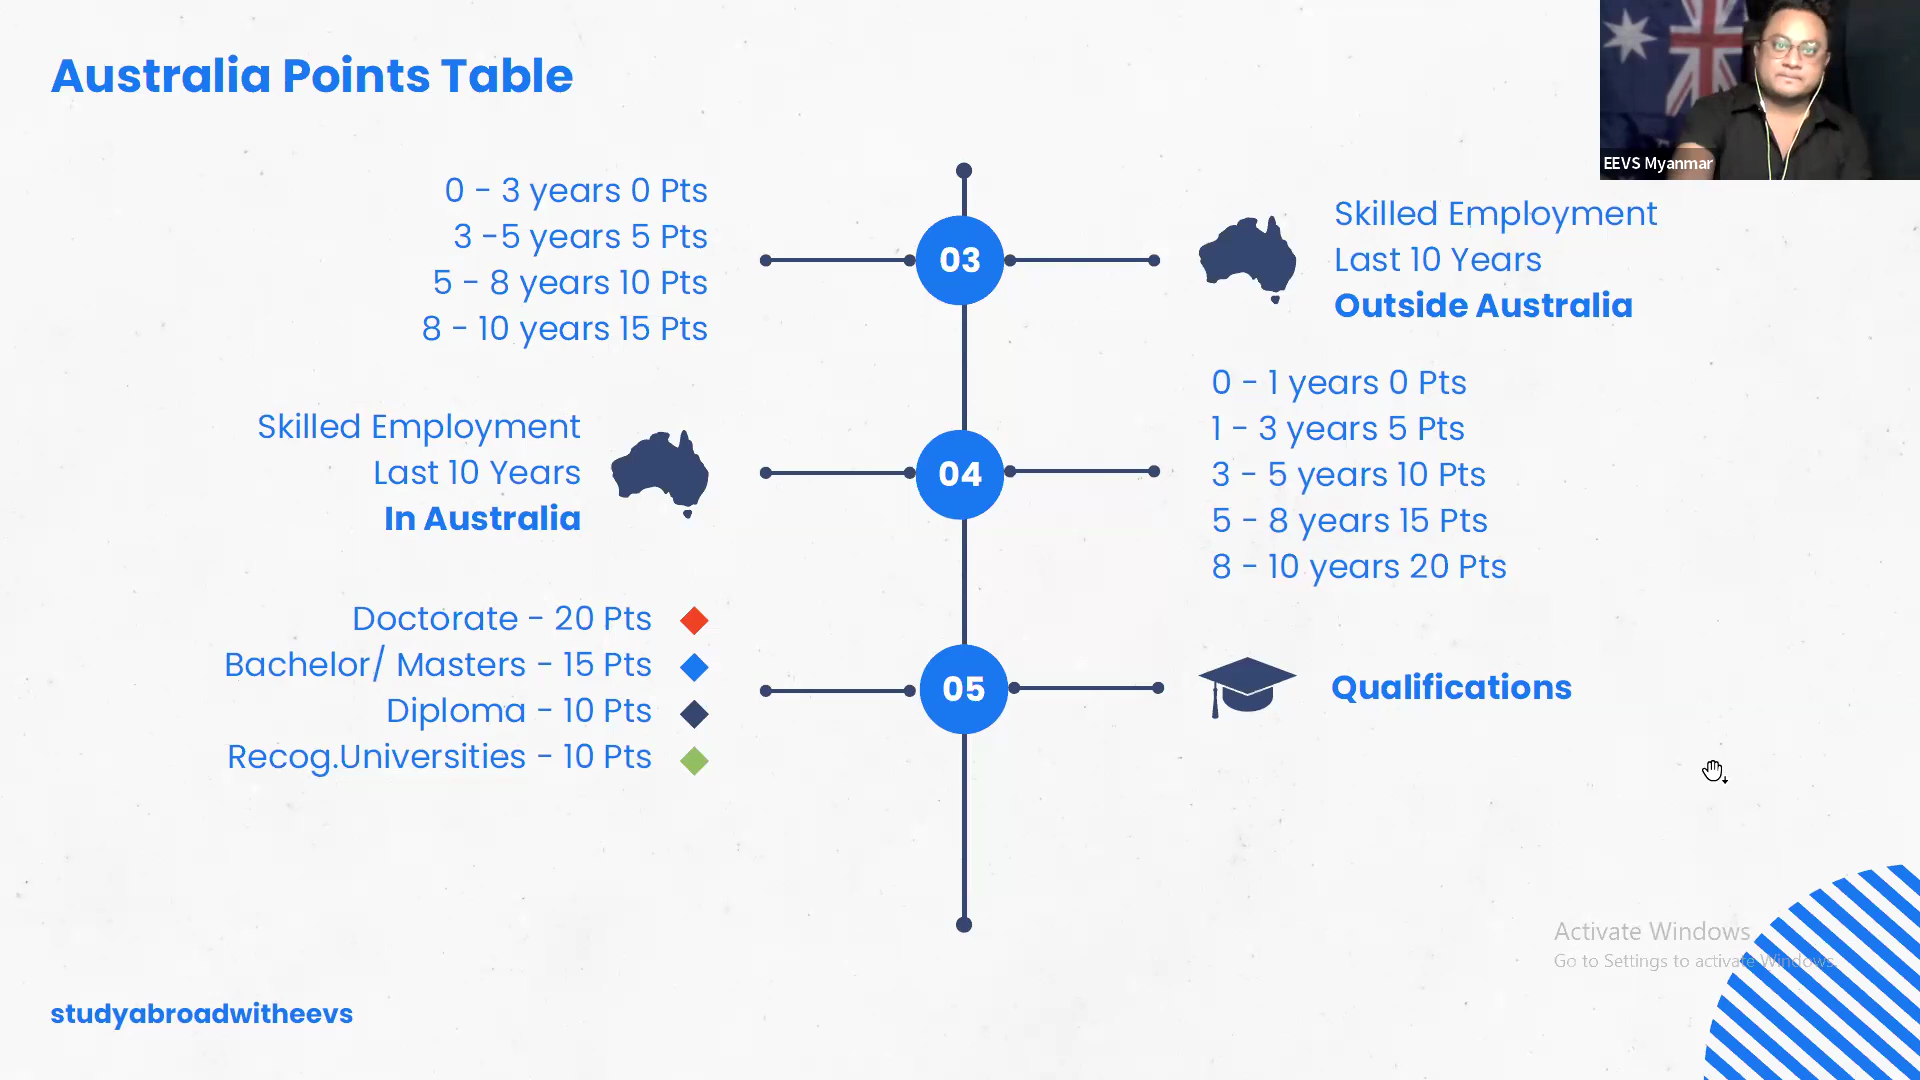 Australia Points Table
EEVS Myanmar
0 - 3 years 0 Pts
3 -5 years 5 Pts
5 - 8 years 10 Pts
8 - 10 years 15 Pts
03
Skilled Employment
Last 10 Years
Outside Australia
Skilled Employment
Last 10 Years
In Australia
04
0 - 1 years 0 Pts
1 - 3 years 5 Pts
3 - 5 years 10 Pts
5 - 8 years 15 Pts
8 - 10 years 20 Pts
Doctorate - 20 Pts
Bachelor/ Masters - 15 Pts
Diploma - 10 Pts
Recog.Universities - 10 Pts
05
Qualifications
Activate Windows
Go to Settings to activate Windows.
studyabroadwitheevs